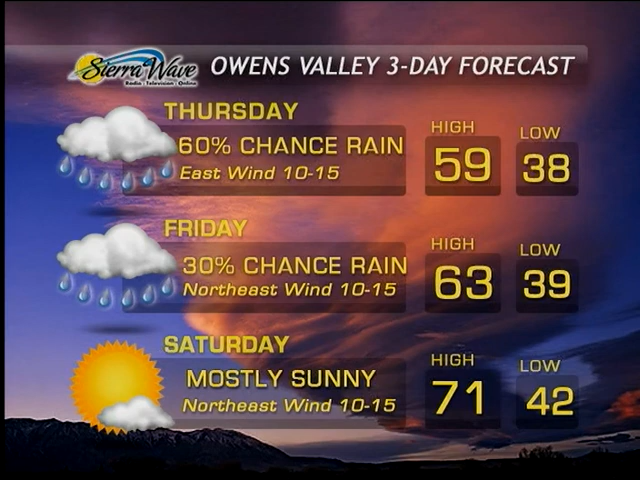 Sierra Wave
Radio | Television | Online
OWENS VALLEY 3-DAY FORECAST
THURSDAY
60% CHANCE RAIN
East Wind 10-15
HIGH
59
LOW
38
FRIDAY
30% CHANCE RAIN
Northeast Wind 10-15
HIGH
63
LOW
39
SATURDAY
MOSTLY SUNNY
Northeast Wind 10-15
HIGH
71
LOW
42